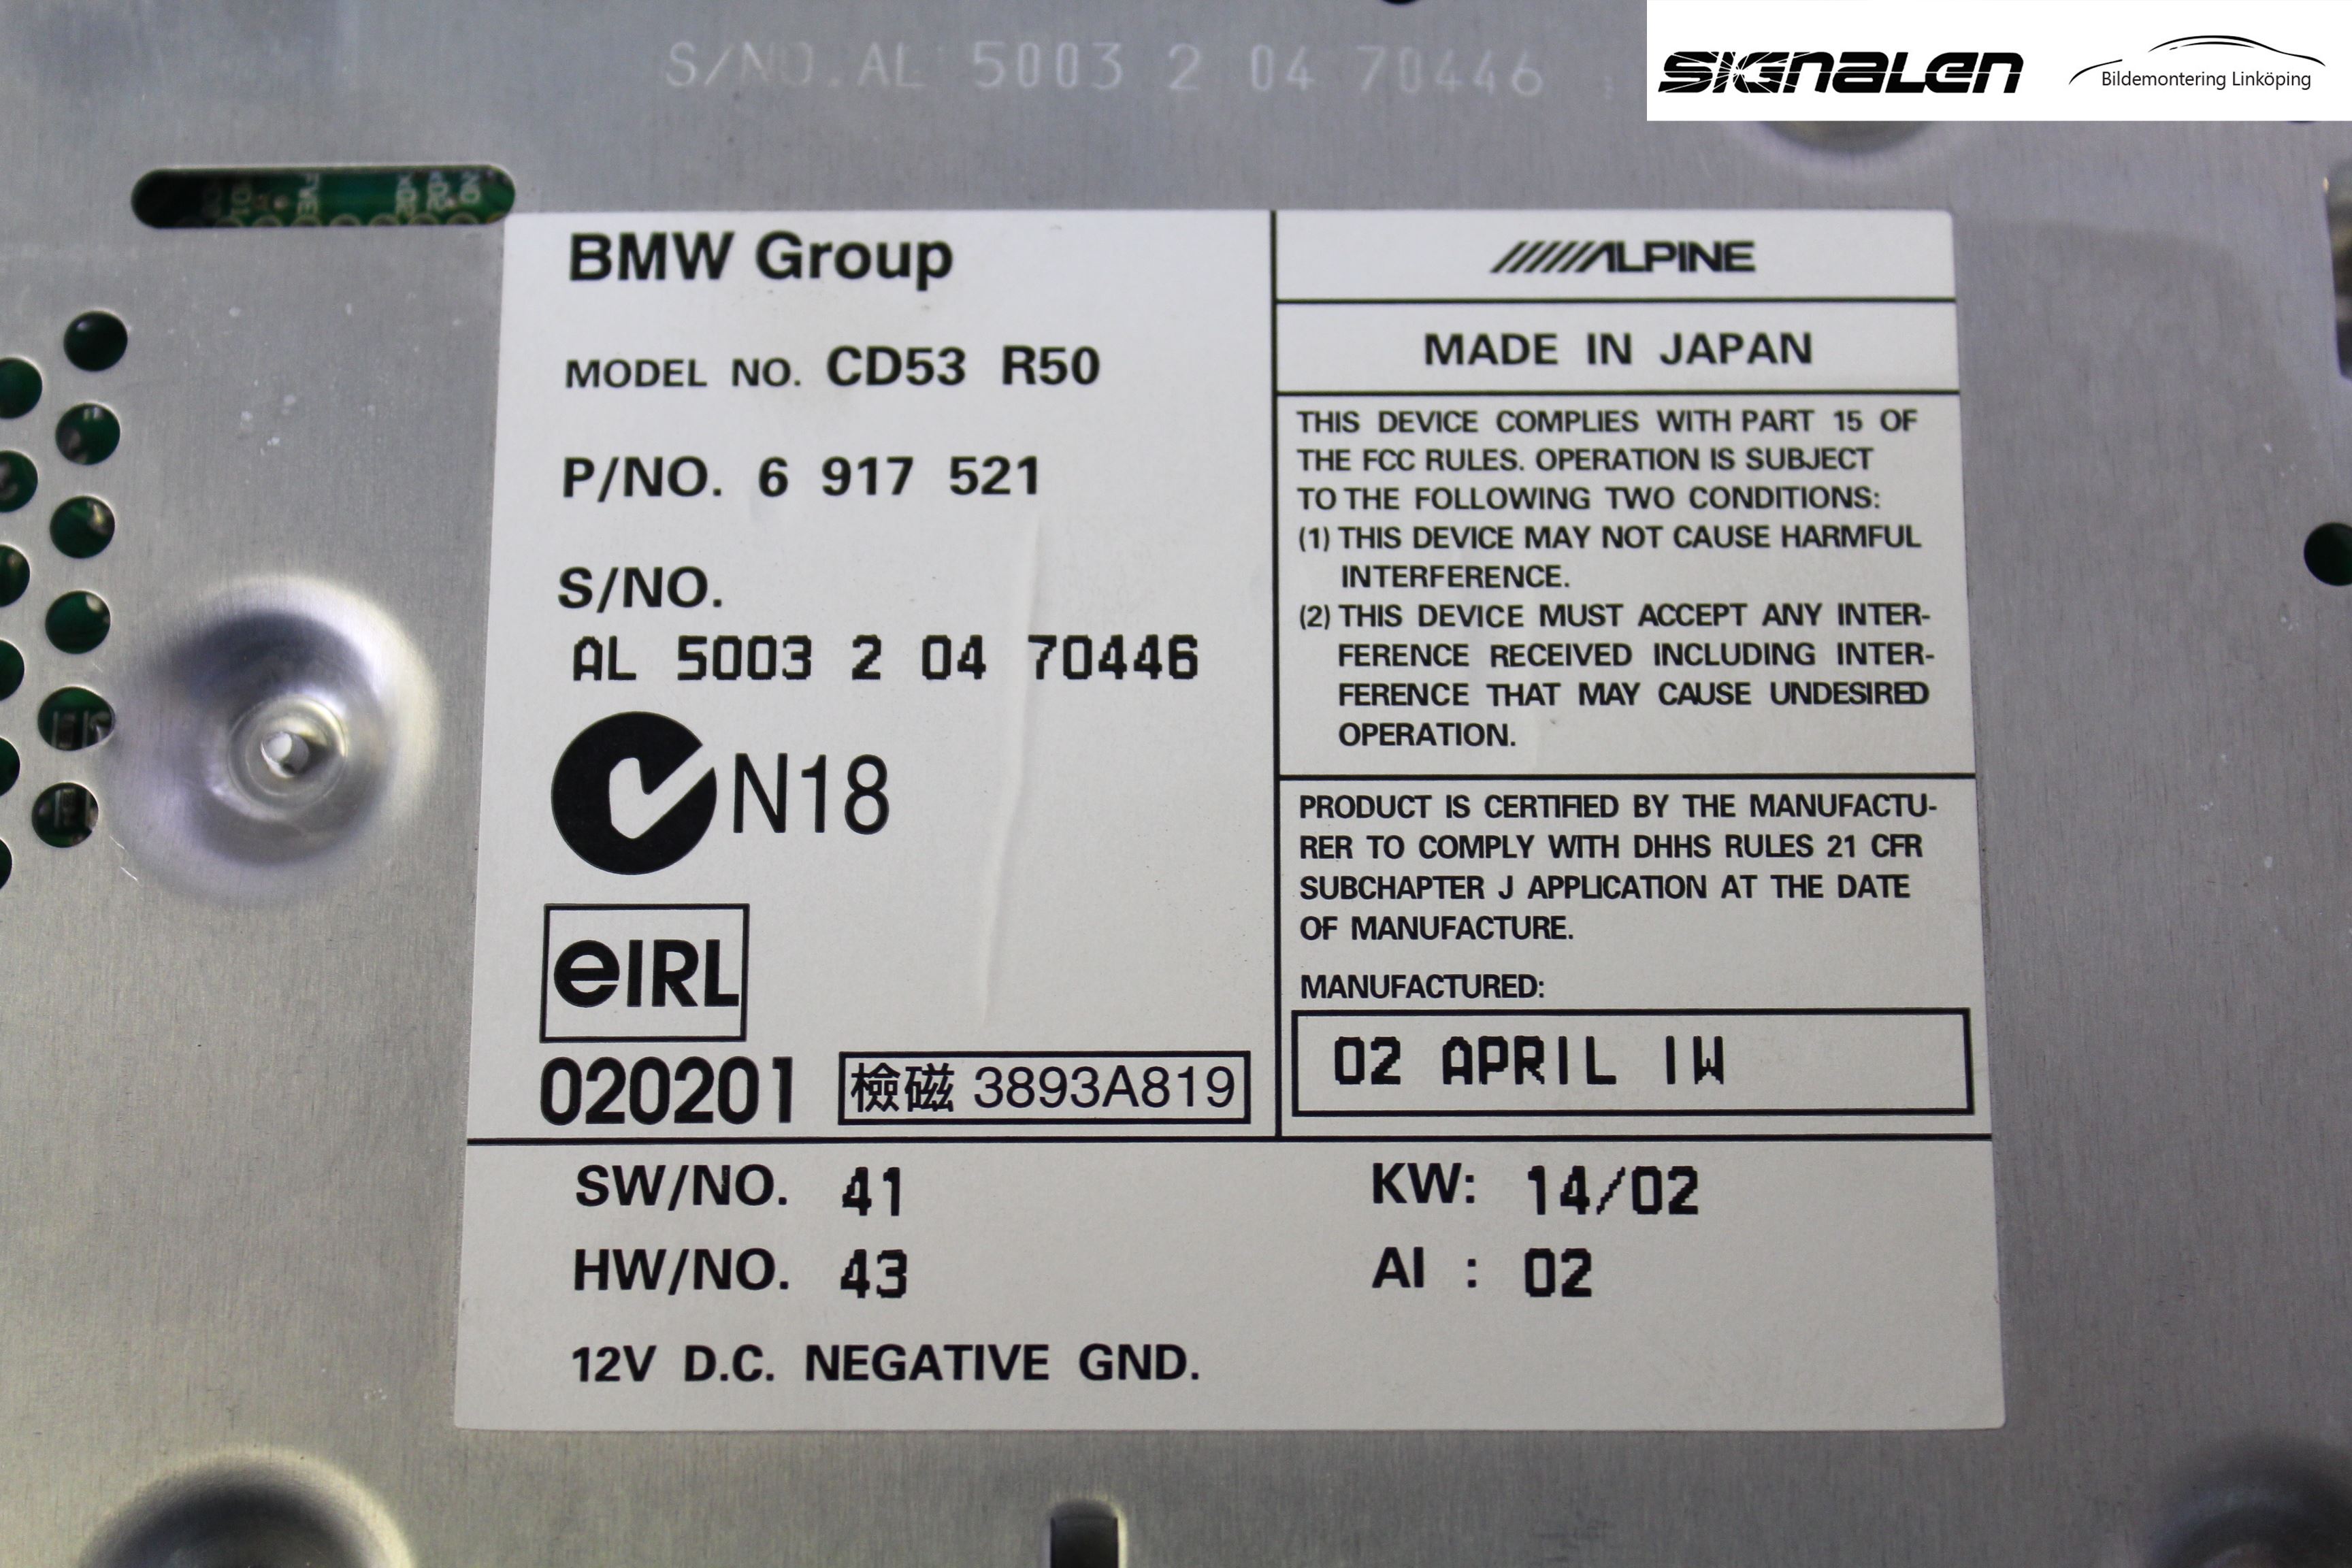 S/NO. AL 5003 2 04 70446
SIGNALEN
Bildemontering Linköping
BMW Group
MODEL NO. CD53 R50
P/NO. 6 917 521
S/NO.
AL 5003 2 04 70446
N18
eIRL
020201
檢磁 3893A819
ALPINE
MADE IN JAPAN
THIS DEVICE COMPLIES WITH PART 15 OF
THE FCC RULES. OPERATION IS SUBJECT
TO THE FOLLOWING TWO CONDITIONS:
(1) THIS DEVICE MAY NOT CAUSE HARMFUL
INTERFERENCE.
(2) THIS DEVICE MUST ACCEPT ANY INTER-
FERENCE RECEIVED INCLUDING INTER-
FERENCE THAT MAY CAUSE UNDESIRED
OPERATION.
PRODUCT IS CERTIFIED BY THE MANUFACTU-
RER TO COMPLY WITH DHHS RULES 21 CFR
SUBCHAPTER J APPLICATION AT THE DATE
OF MANUFACTURE.
MANUFACTURED:
02 APRIL 1W
SW/NO. 41
KW: 14/02
HW/NO. 43
AI : 02
12V D.C. NEGATIVE GND.